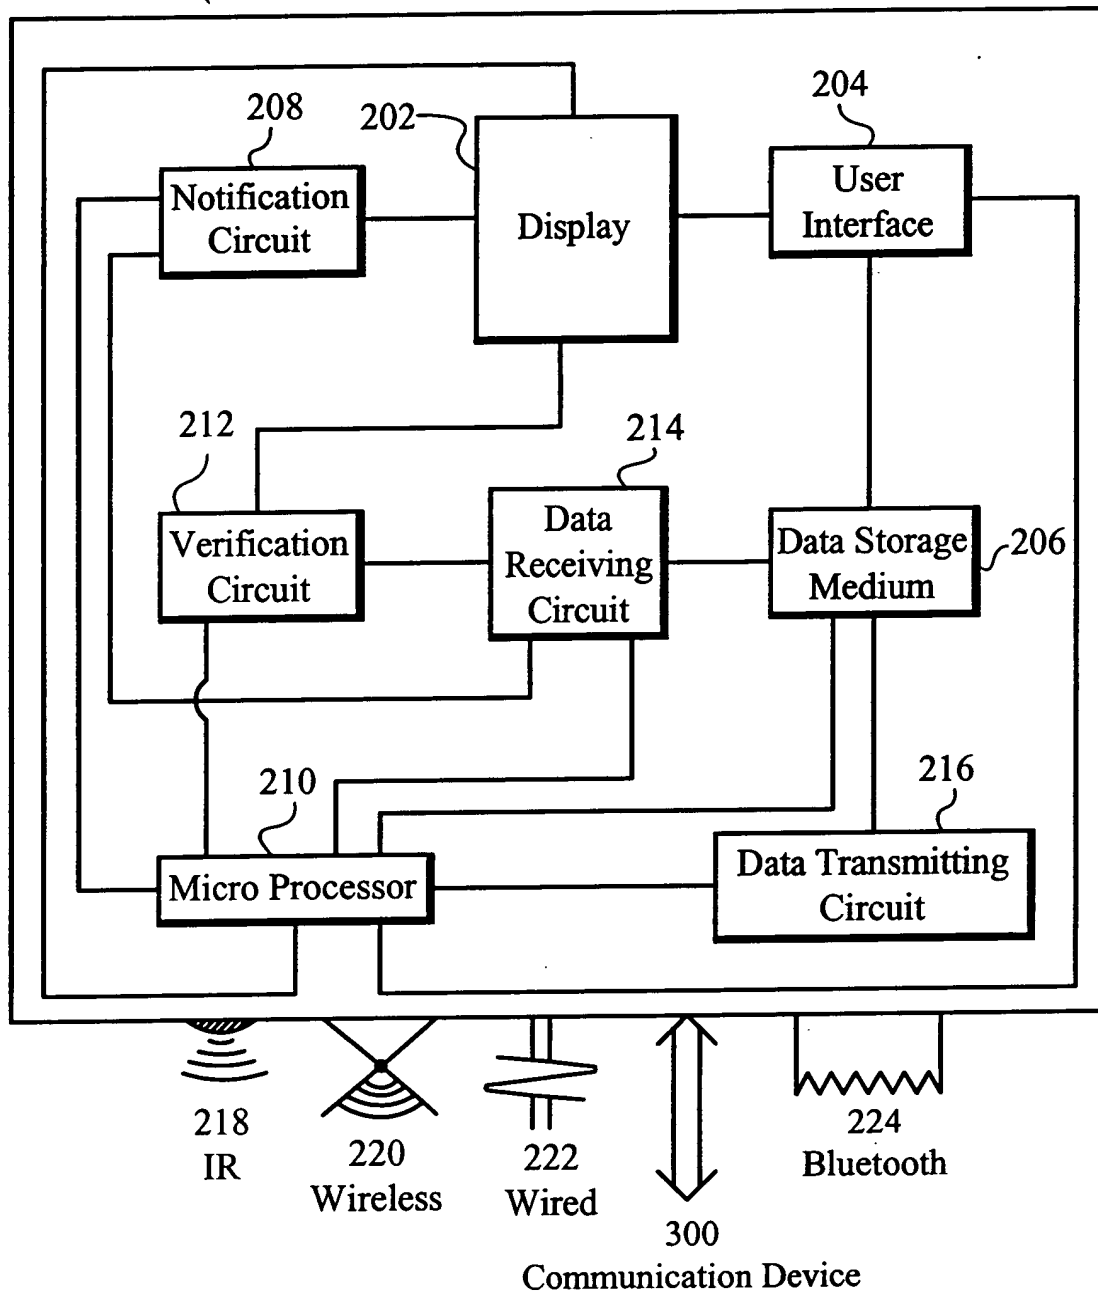 208
202
204
Notification
Circuit
Display
User
Interface
212
214
Verification
Circuit
Data
Receiving
Circuit
Data Storage
Medium
206
210
216
Micro Processor
Data Transmitting
Circuit
218
IR
220
Wireless
222
Wired
300
Communication Device
224
Bluetooth